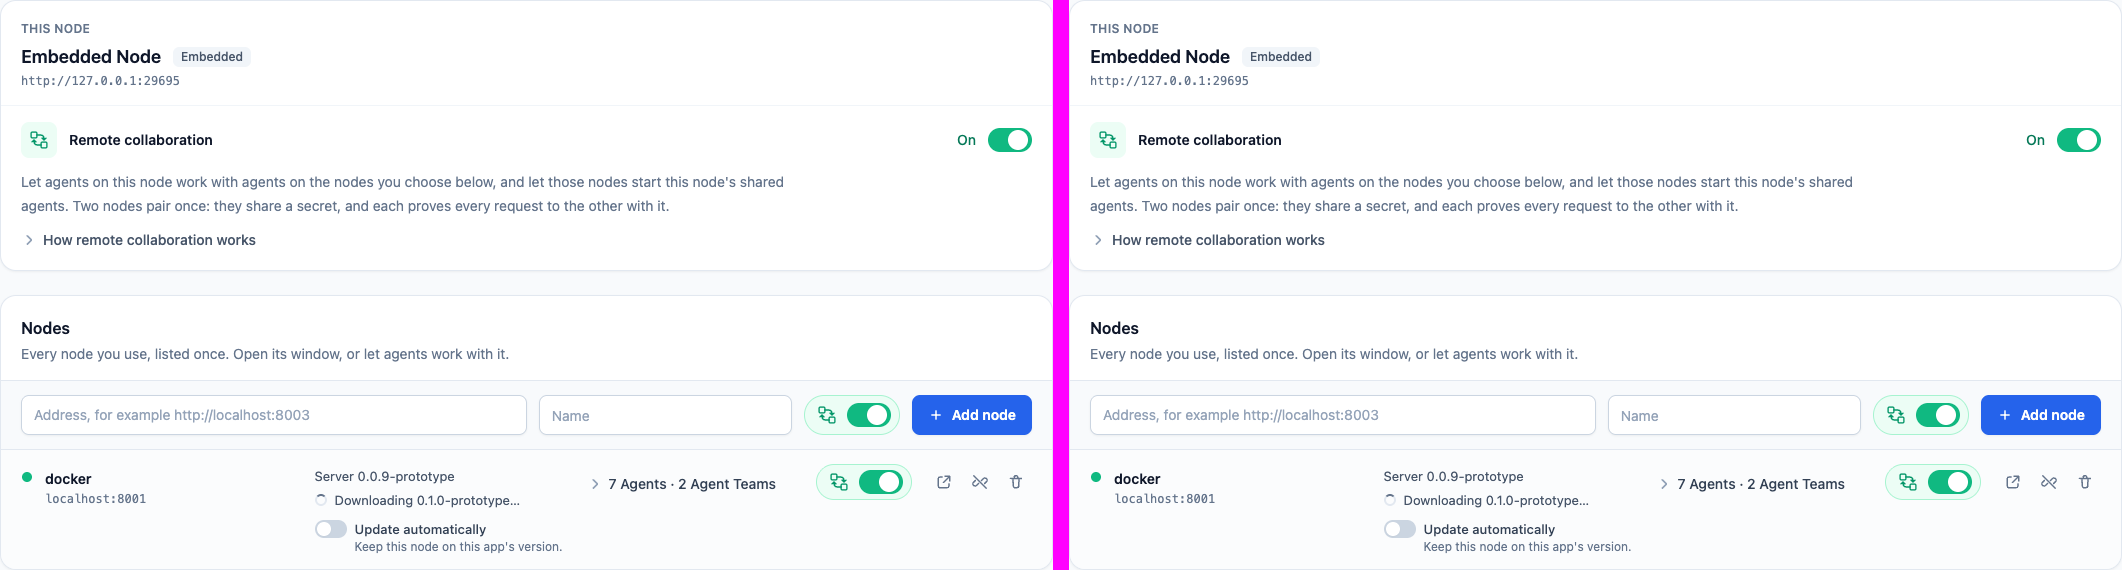 THIS NODE
Embedded Node Embedded
http://127.0.0.1:29695
Remote collaboration On
Let agents on this node work with agents on the nodes you choose below, and let those nodes start this node's shared
agents. Two nodes pair once: they share a secret, and each proves every request to the other with it.
How remote collaboration works
Nodes
Every node you use, listed once. Open its window, or let agents work with it.
Address, for example http://localhost:8003 Name Add node
docker
localhost:8001
Server 0.0.9-prototype
Downloading 0.1.0-prototype...
Update automatically
Keep this node on this app's version.
7 Agents · 2 Agent Teams
THIS NODE
Embedded Node Embedded
http://127.0.0.1:29695
Remote collaboration On
Let agents on this node work with agents on the nodes you choose below, and let those nodes start this node's shared
agents. Two nodes pair once: they share a secret, and each proves every request to the other with it.
How remote collaboration works
Nodes
Every node you use, listed once. Open its window, or let agents work with it.
Address, for example http://localhost:8003 Name Add node
docker
localhost:8001
Server 0.0.9-prototype
Downloading 0.1.0-prototype...
Update automatically
Keep this node on this app's version.
7 Agents · 2 Agent Teams